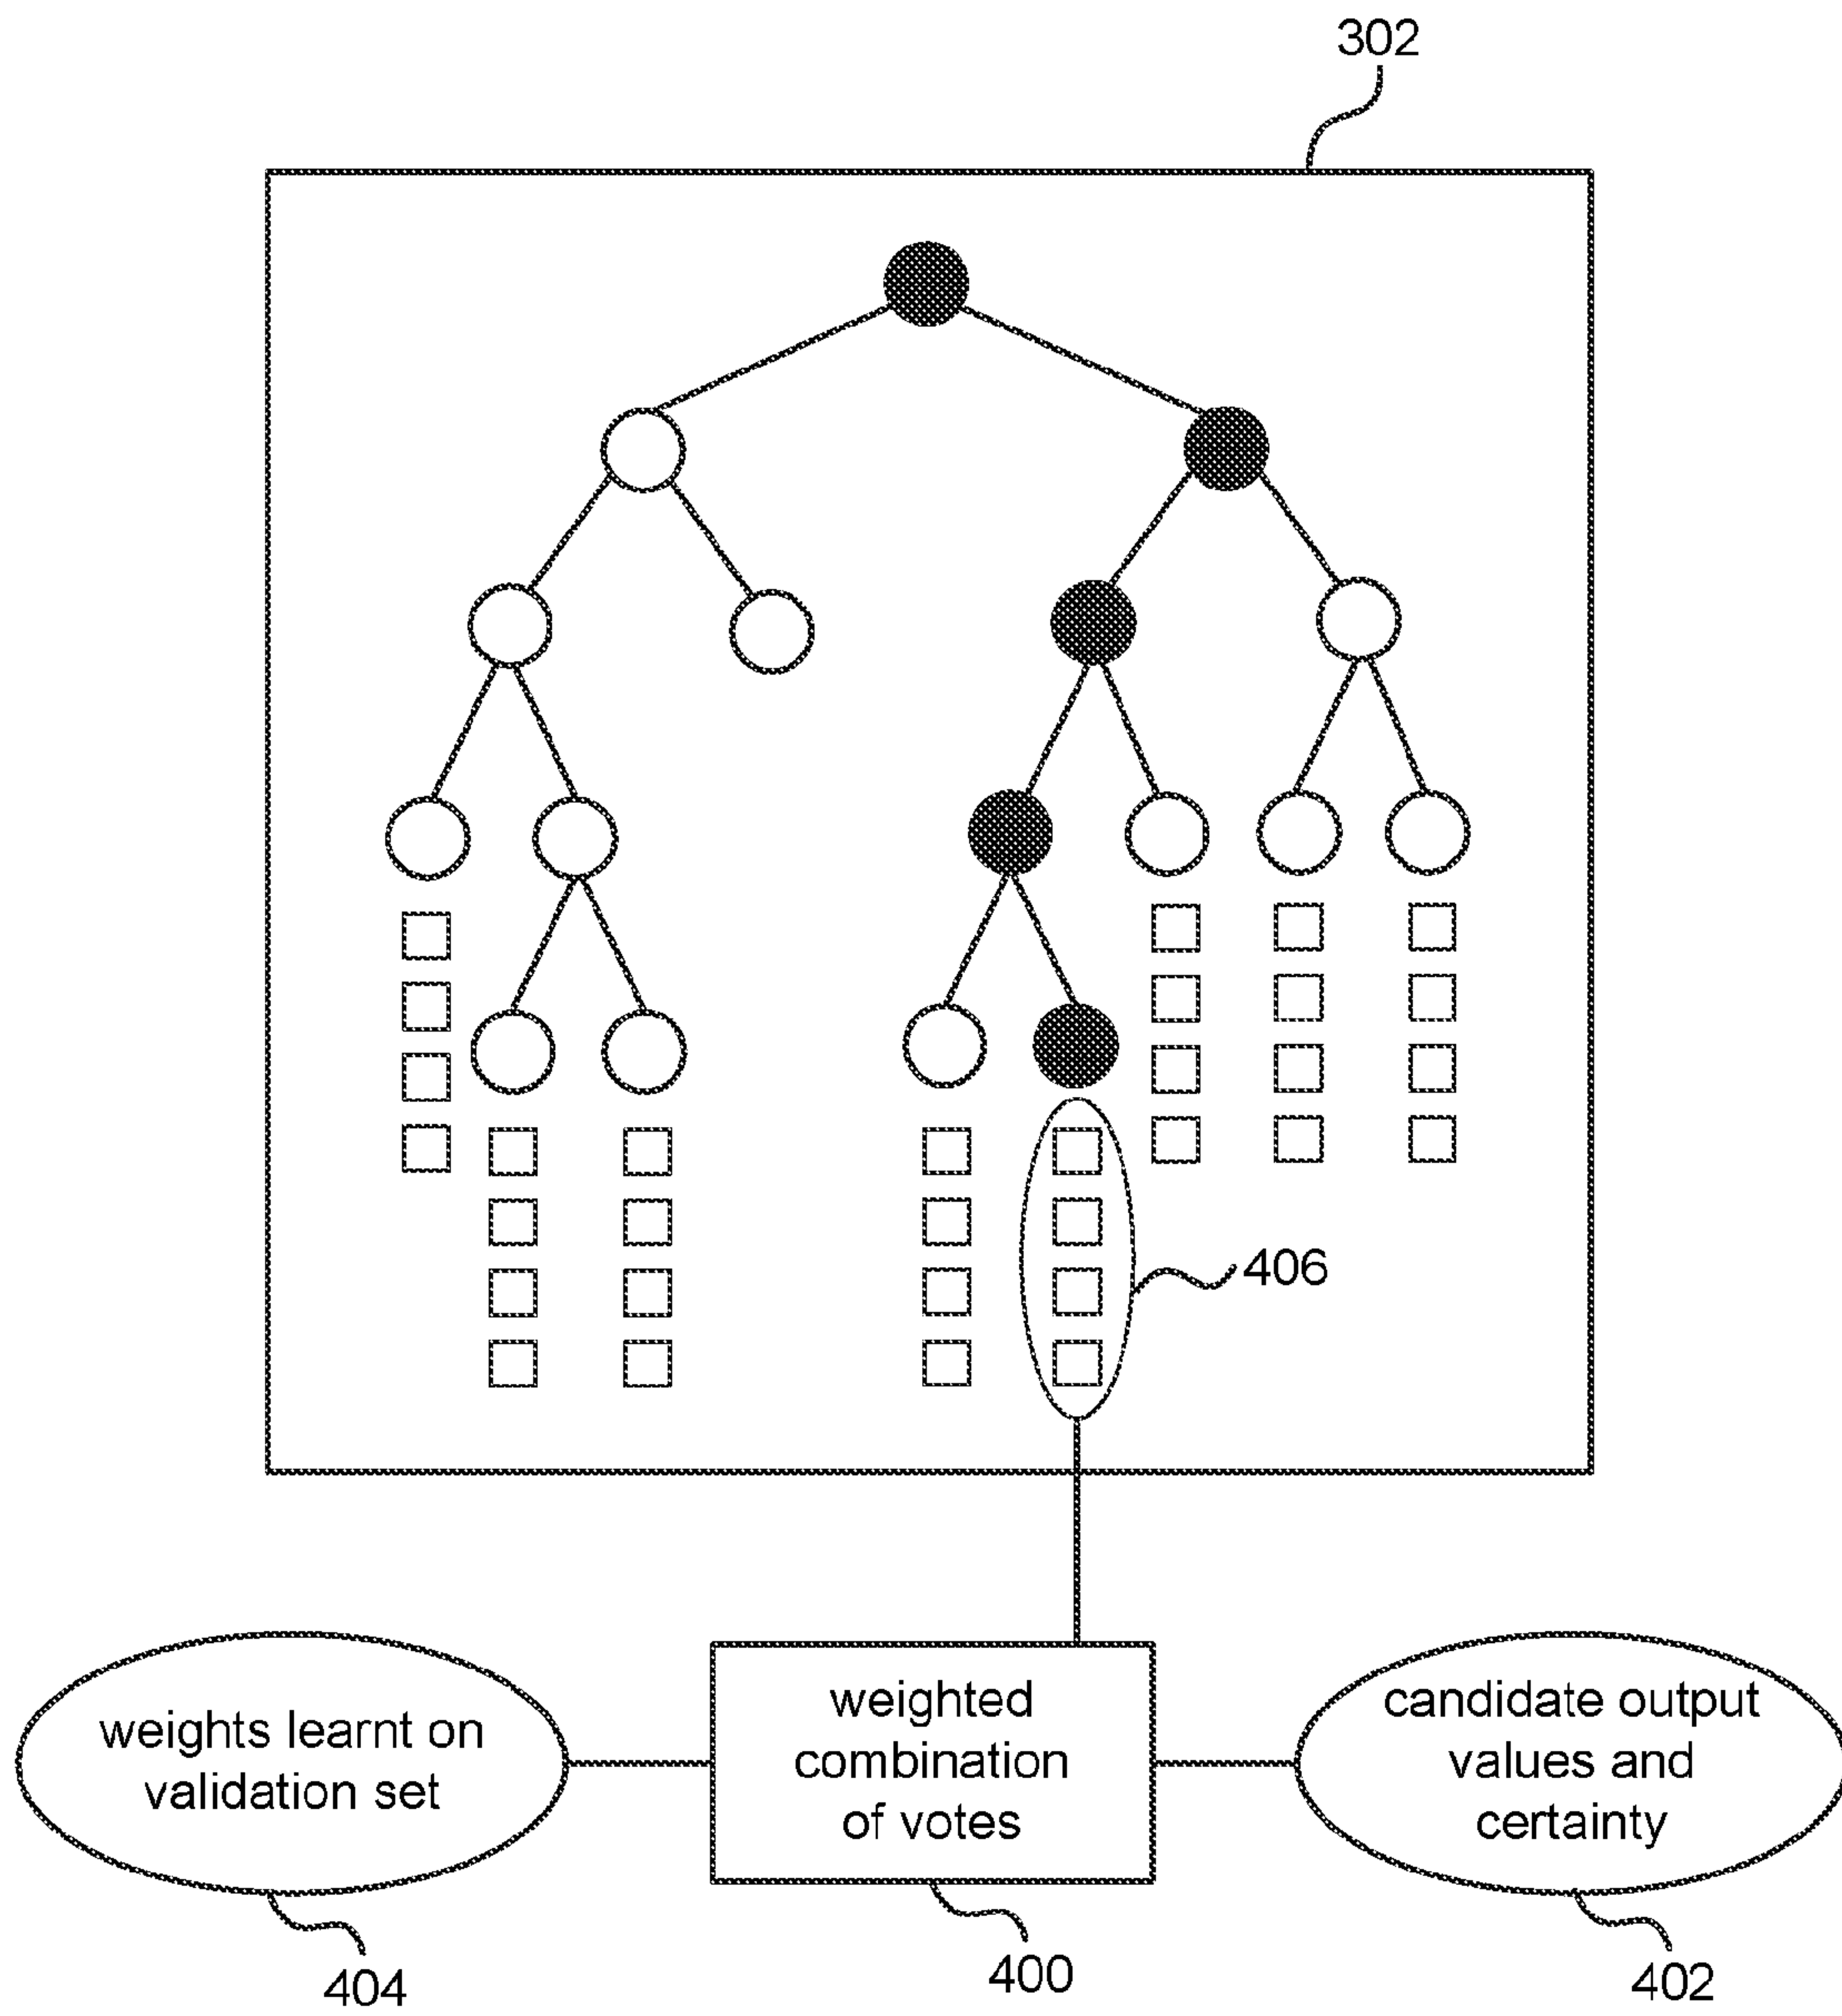 302
406
weights learnt on
validation set
weighted
combination
of votes
candidate output
values and
certainty
404
400
402